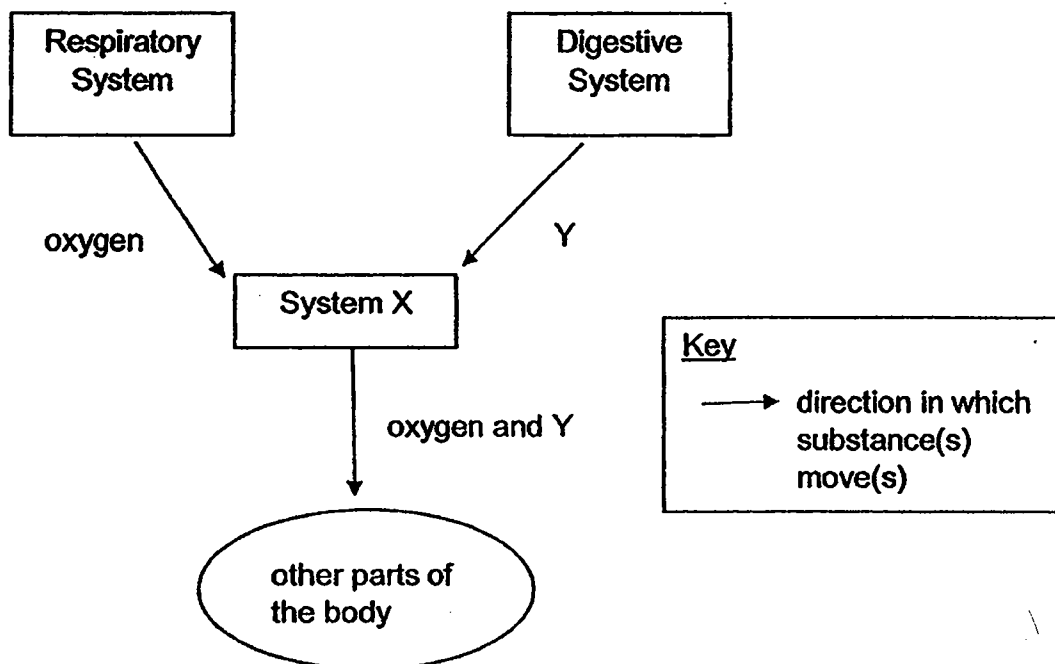 Respiratory
System
Digestive
System
oxygen
Y
System X
oxygen and Y
Key
direction in which
substance(s)
move(s)
other parts of
the body